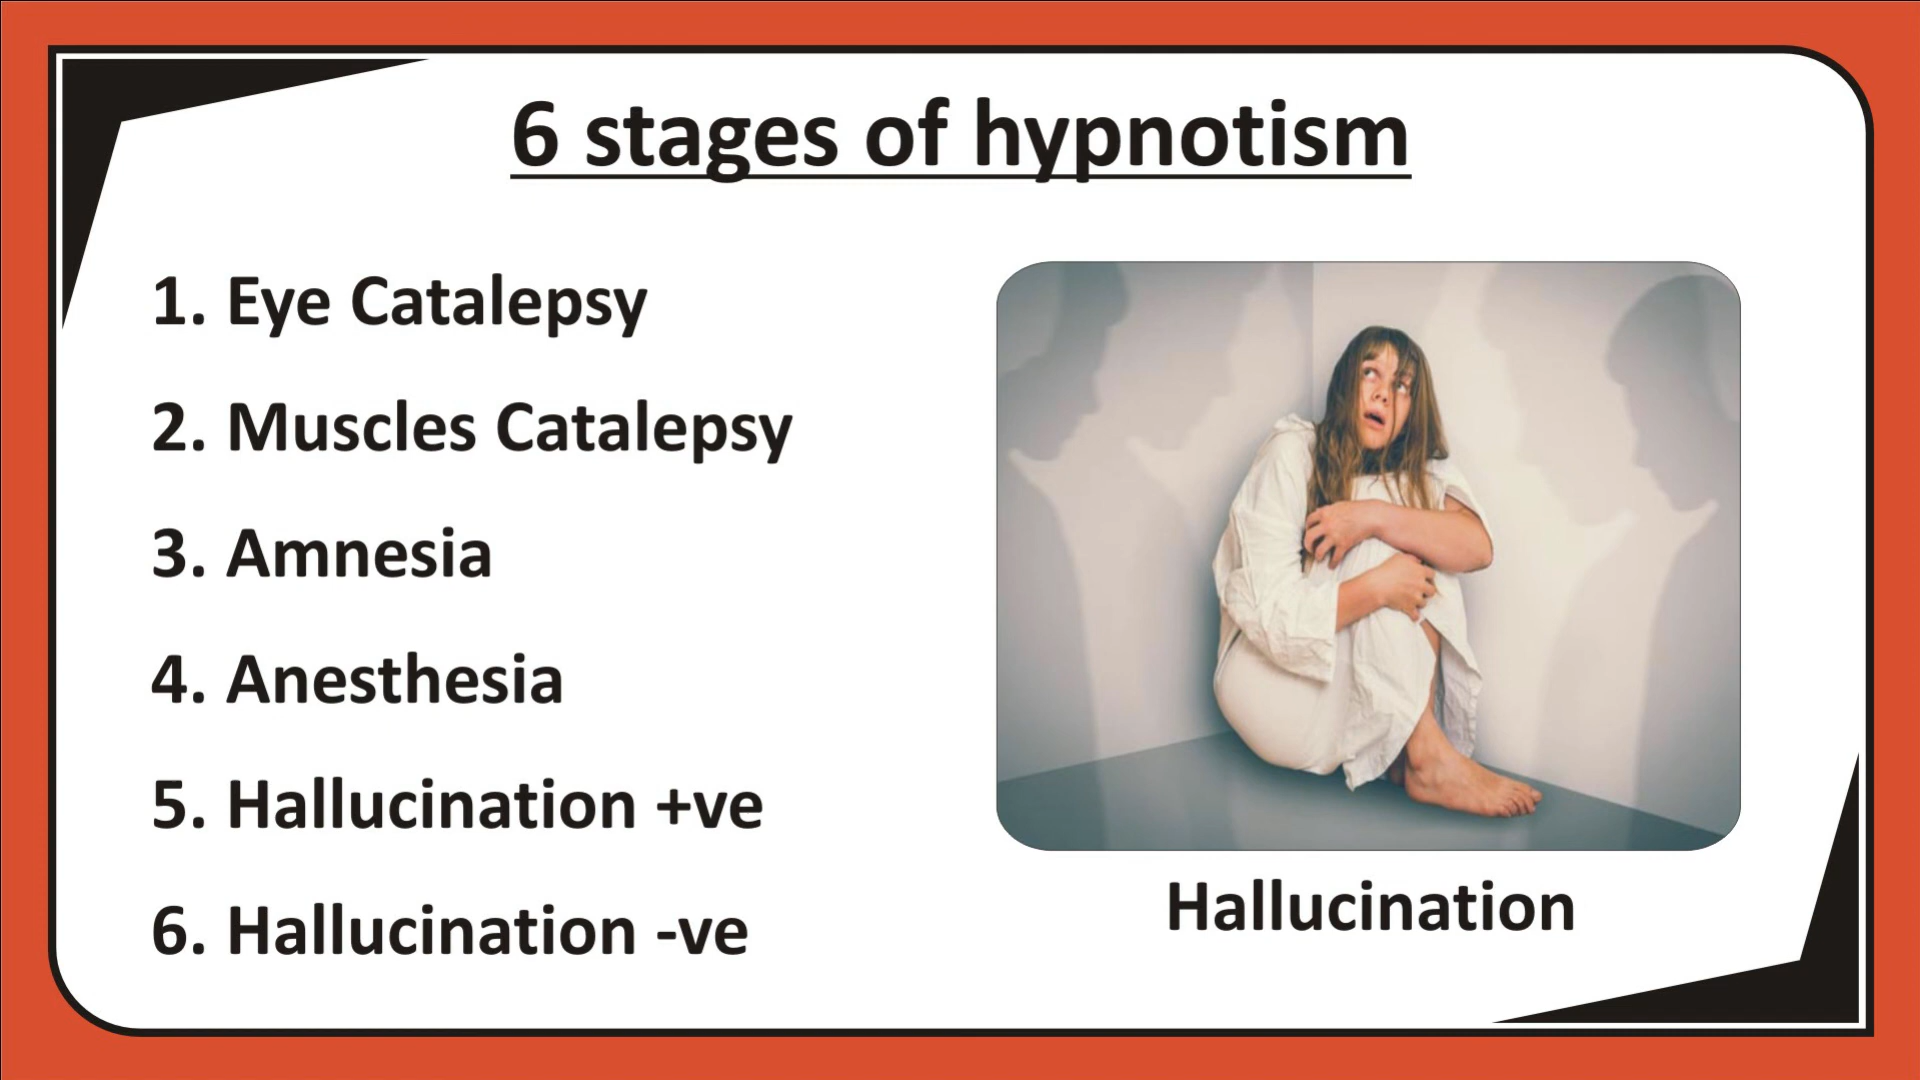 6 stages of hypnotism
1. Eye Catalepsy
2. Muscles Catalepsy
3. Amnesia
4. Anesthesia
5. Hallucination +ve
6. Hallucination -ve
Hallucination